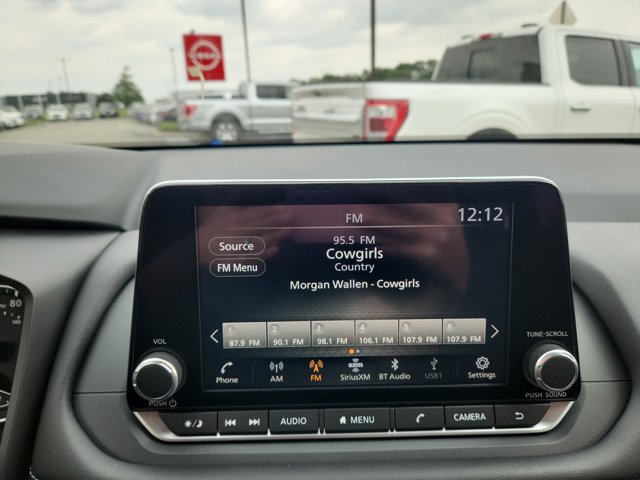 NISSAN
FM
12:12
Source
95.5 FM
Cowgirls
Country
FM Menu
Morgan Wallen - Cowgirls
1 2 3 4 5 6
87.9 FM 90.1 FM 98.1 FM 106.1 FM 107.9 FM 107.9 FM
Phone AM FM SiriusXM BT Audio USB1 Settings
VOL
PUSH
TUNE·SCROLL
PUSH SOUND
AUDIO MENU CAMERA
80